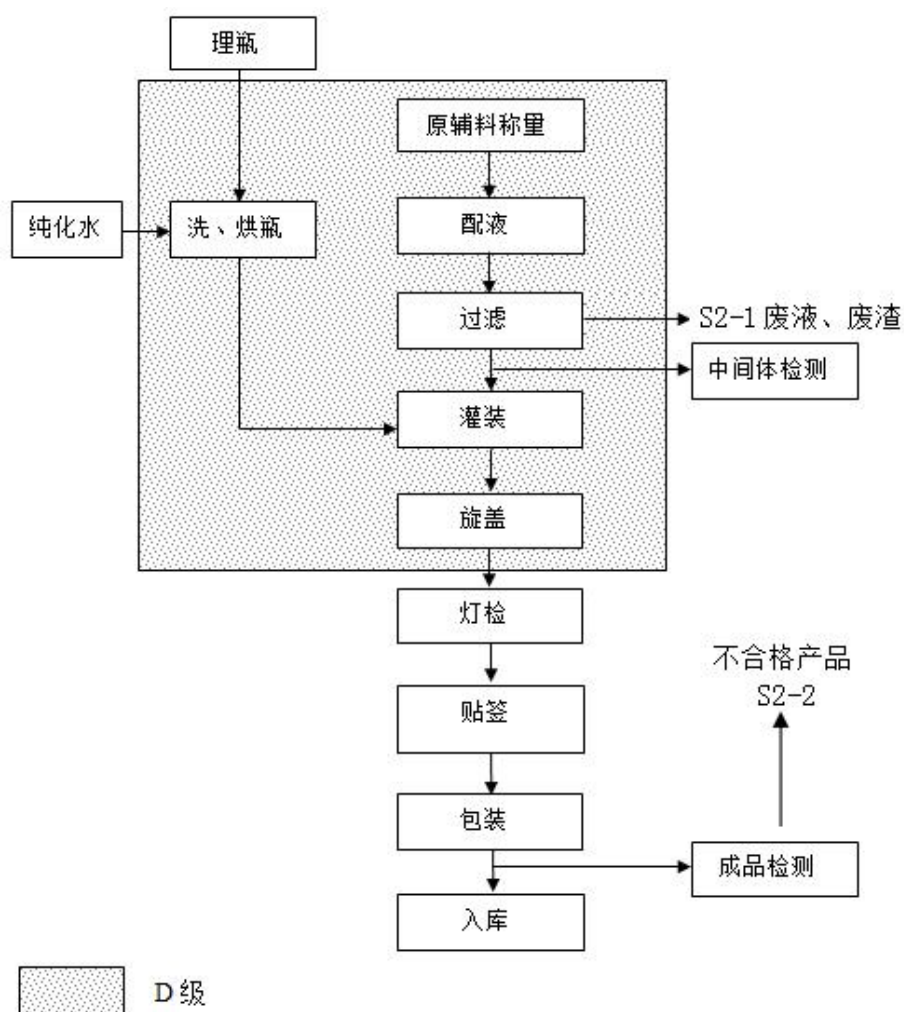 理瓶
原辅料称量
纯化水
洗、烘瓶
配液
过滤
S2-1 废液、废渣
中间体检测
灌装
旋盖
灯检
不合格产品
S2-2
贴签
包装
成品检测
入库
D级